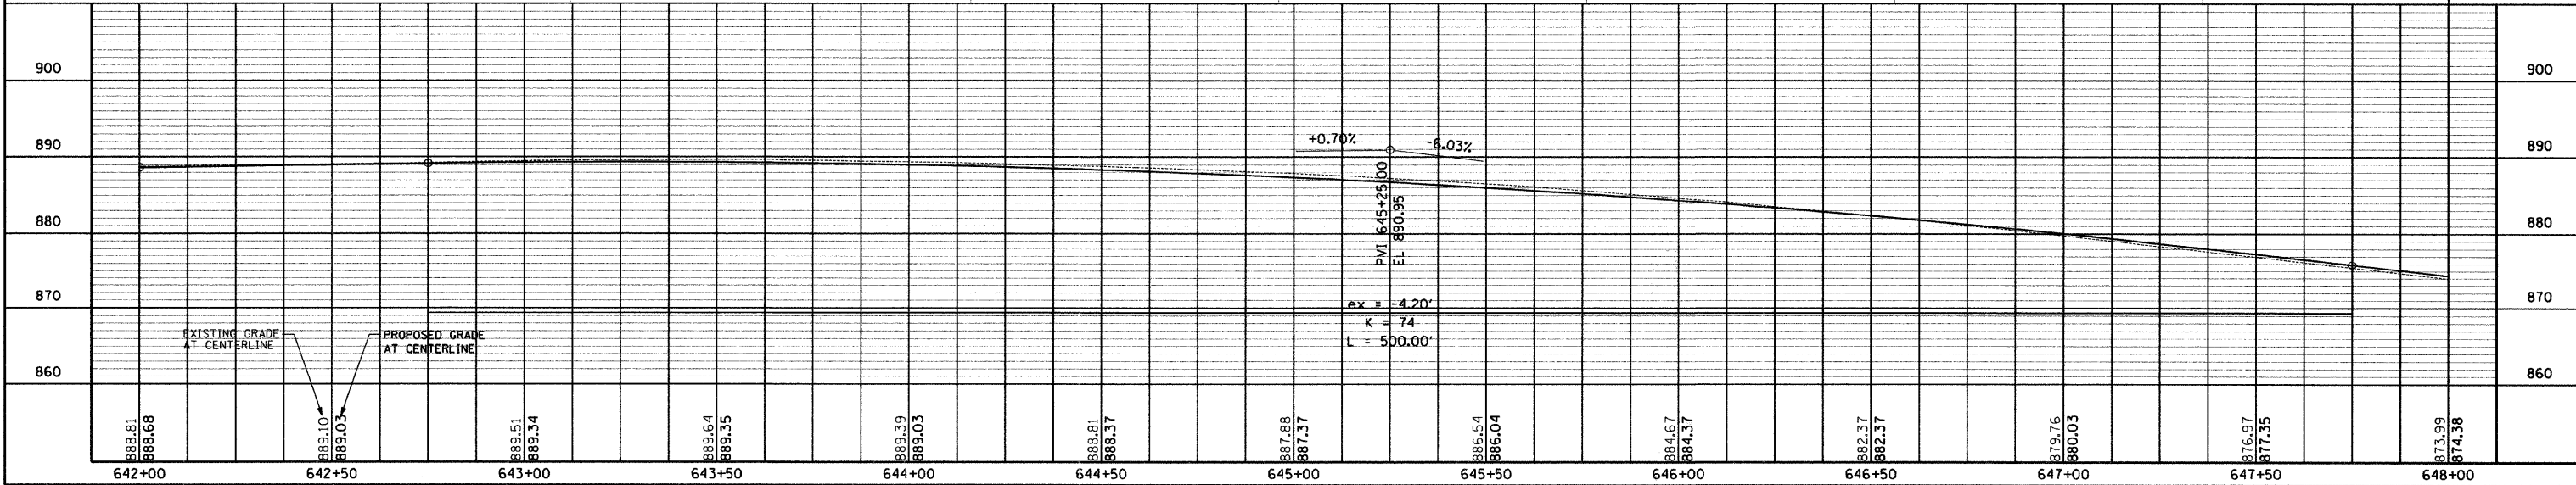 900 900
+0.70% -6.03%
890 890
PVI 645+25.00
EL 890.95
880 880
870 870
ex = -4.20'
K = 74
L = 500.00'
EXISTING GRADE
AT CENTERLINE
PROPOSED GRADE
AT CENTERLINE
860 860
888.81 889.10 889.51 889.64 889.39 888.81 887.88 886.54 884.67 882.37 879.76 876.97 873.99
888.68 889.03 889.34 889.35 889.03 888.37 887.37 886.04 884.37 882.37 880.03 877.35 874.38
642+00 642+50 643+00 643+50 644+00 644+50 645+00 645+50 646+00 646+50 647+00 647+50 648+00